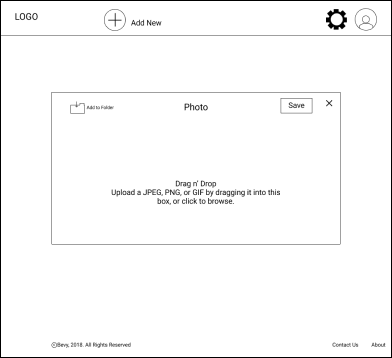 LOGO
Add New
Add to Folder
Photo
Save
Drag n' Drop
Upload a JPEG, PNG, or GIF by dragging it into this
box, or click to browse.
©Bevy, 2018. All Rights Reserved
Contact Us
About